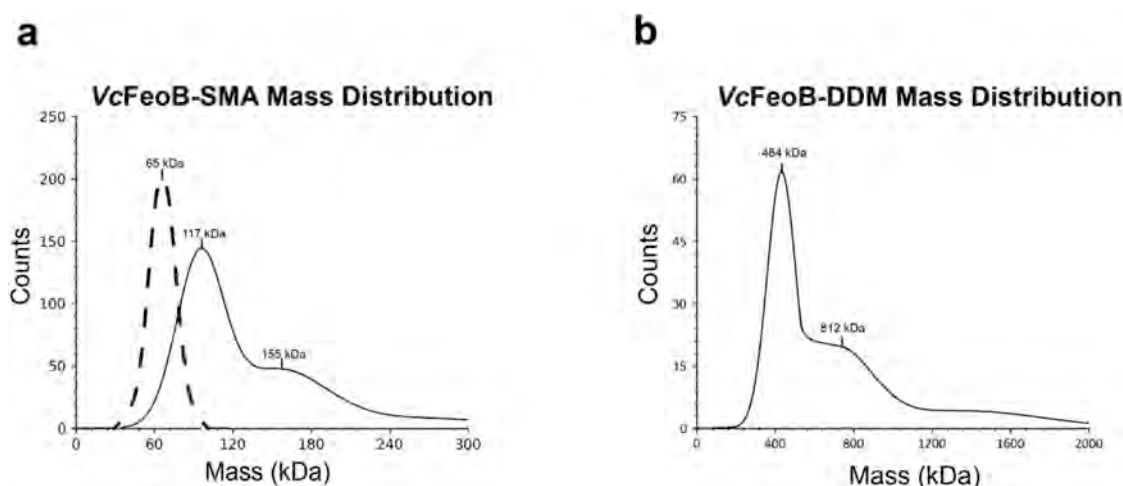 a
VcFeoB-SMA Mass Distribution
250
200
150
100
50
0
Counts
65 kDa
117 kDa
155 kDa
0 60 120 180 240 300
Mass (kDa)
b
VcFeoB-DDM Mass Distribution
75
60
45
30
15
0
Counts
484 kDa
812 kDa
0 400 800 1200 1600 2000
Mass (kDa)